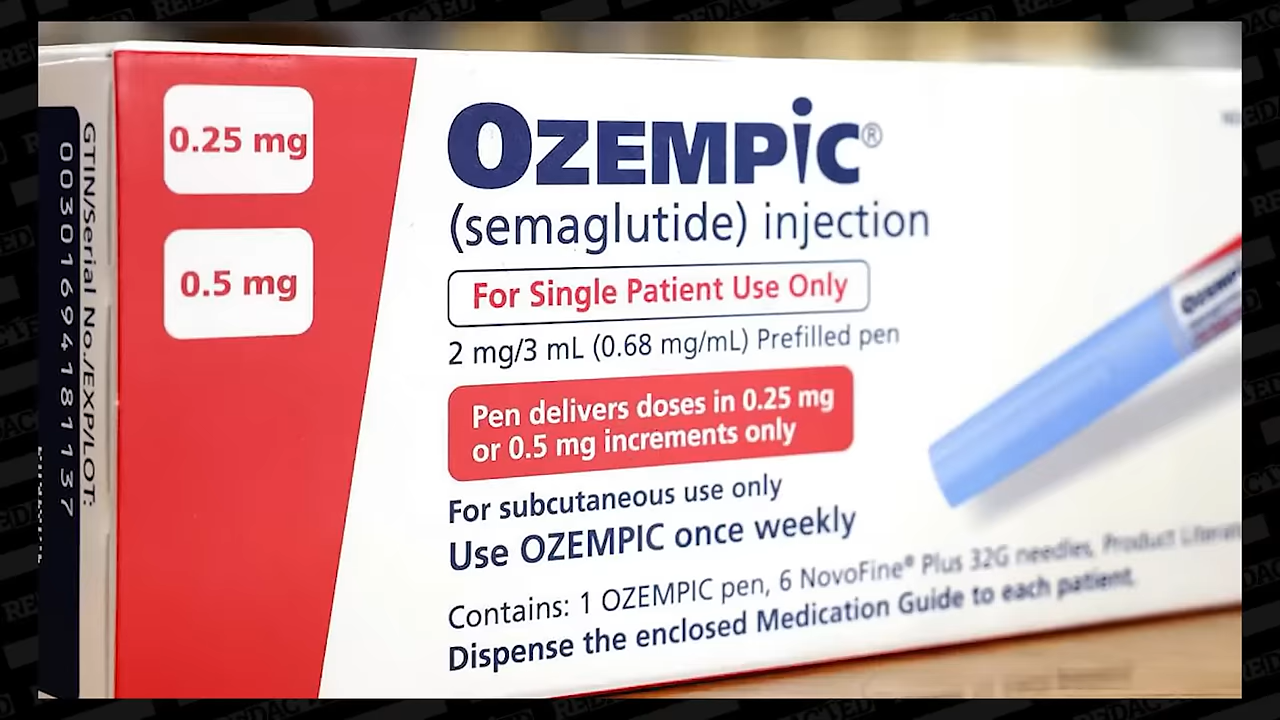 GTIN/Serial No./EXP/LOT:
00301694181137
0.25 mg
0.5 mg
OZEMPIC®
(semaglutide) injection
For Single Patient Use Only
2 mg/3 mL (0.68 mg/mL) Prefilled pen
Pen delivers doses in 0.25 mg
or 0.5 mg increments only
For subcutaneous use only
Use OZEMPIC once weekly
Contains: 1 OZEMPIC pen, 6 NovoFine® Plus 32G needles, Product
Dispense the enclosed Medication Guide to each patient.
REDACTED